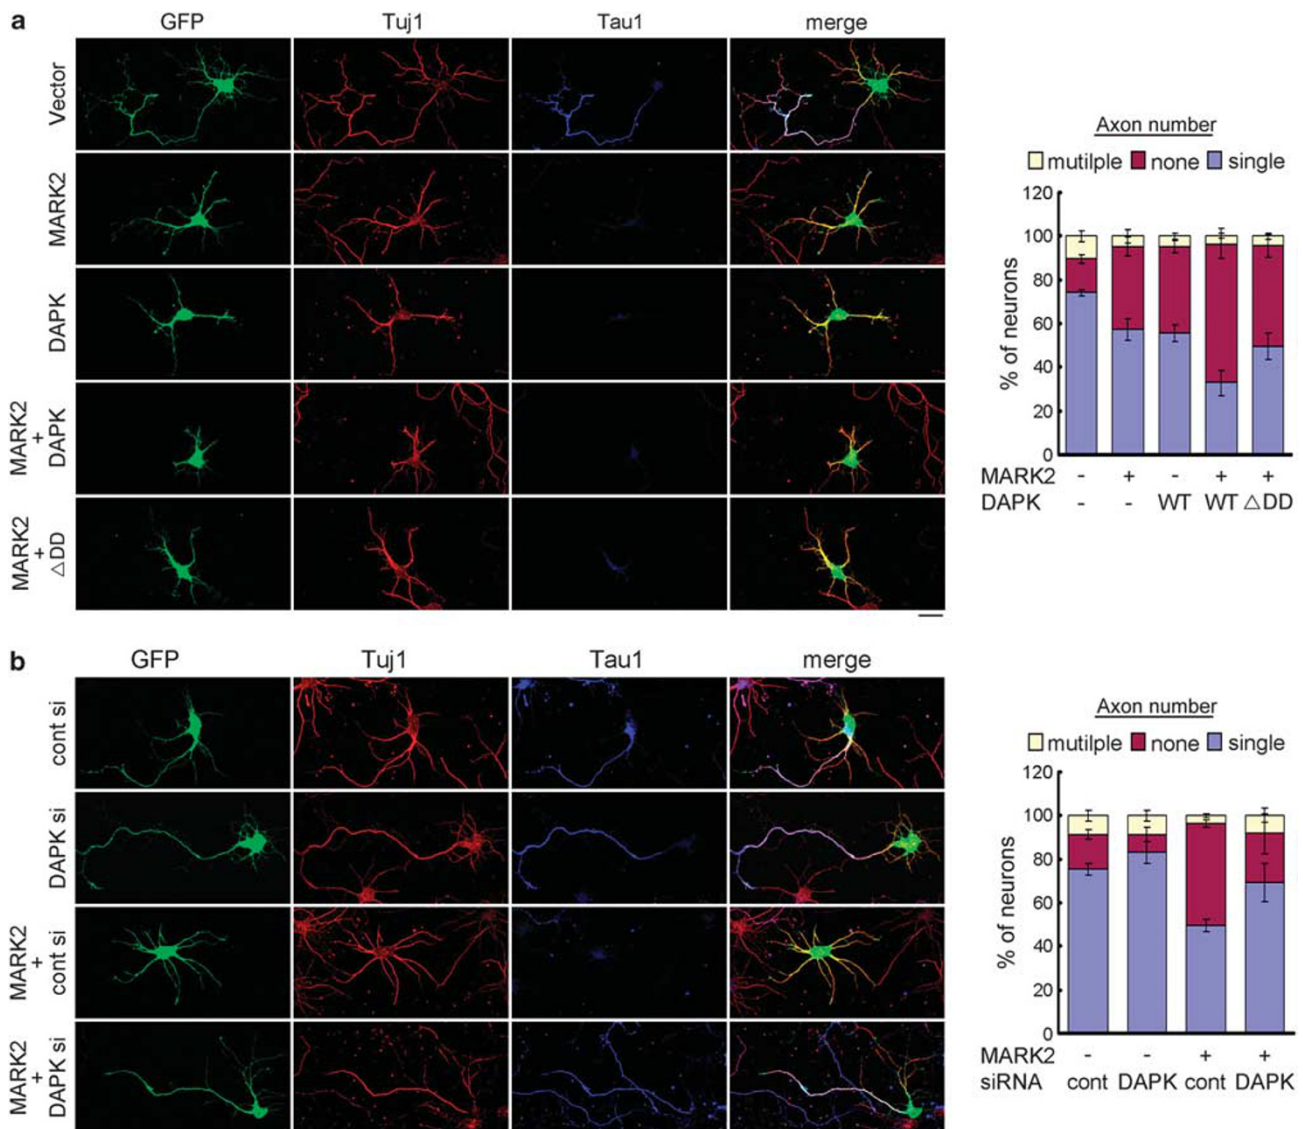 a
GFP Tuj1 Tau1 merge
Vector
MARK2
DAPK
MARK2
+
DAPK
MARK2
+
△DD
Axon number
mutilple none single
% of neurons
120
100
80
60
40
20
0
MARK2 - + - + +
DAPK - - WT WT △DD
b
GFP Tuj1 Tau1 merge
cont si
DAPK si
MARK2
+
cont si
MARK2
+
DAPK si
Axon number
mutilple none single
% of neurons
120
100
80
60
40
20
0
MARK2 - - + +
siRNA cont DAPK cont DAPK